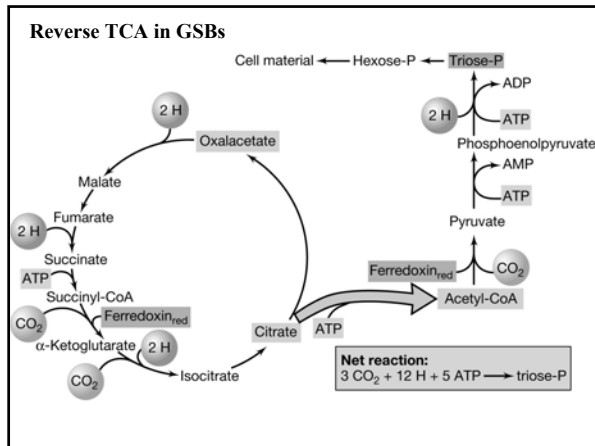 Reverse TCA in GSBs
Cell material
Hexose-P
Triose-P
ADP
2 H
ATP
Phosphoenolpyruvate
AMP
ATP
Pyruvate
Ferredoxin_red
CO₂
Acetyl-CoA
2 H
Oxalacetate
Malate
Fumarate
2 H
Succinate
ATP
Succinyl-CoA
CO₂
Ferredoxin_red
α-Ketoglutarate
2 H
CO₂
Isocitrate
Citrate
ATP
Net reaction:
3 CO₂ + 12 H + 5 ATP → triose-P